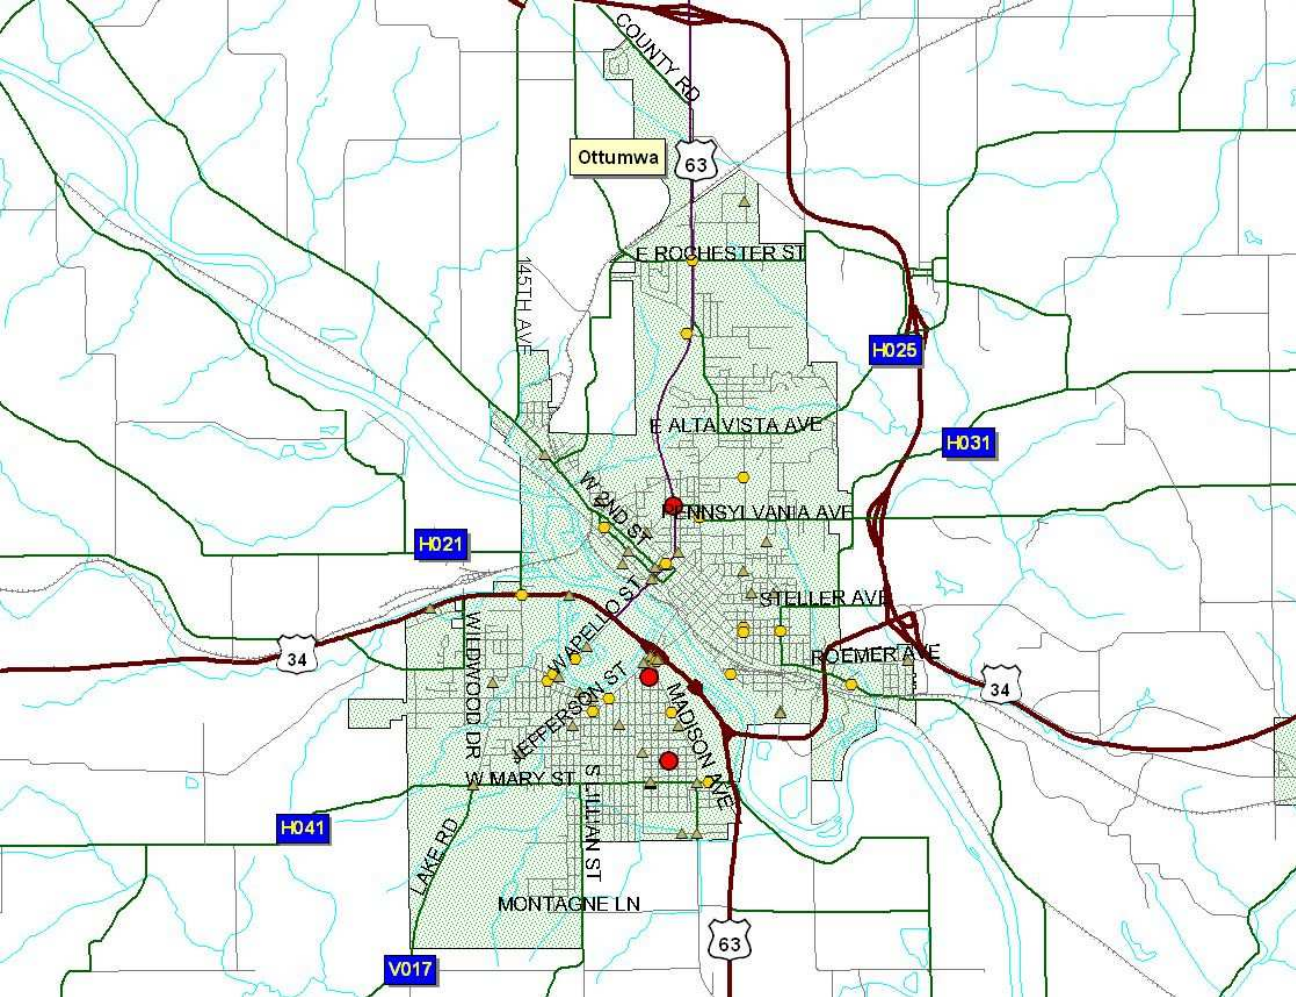 COUNTY RD
Ottumwa
63
E ROCHESTER ST
145TH AVE
H025
E ALTA VISTA AVE
H031
W 2ND ST
PENNSYLVANIA AVE
H021
STELLER AVE
WAPELLO ST
34
WILDWOOD DR
ROEMER AVE
34
JEFFERSON ST
MADISON AVE
W MARY ST
S LILLIAN ST
H041
LAKE RD
MONTAGNE LN
63
V017